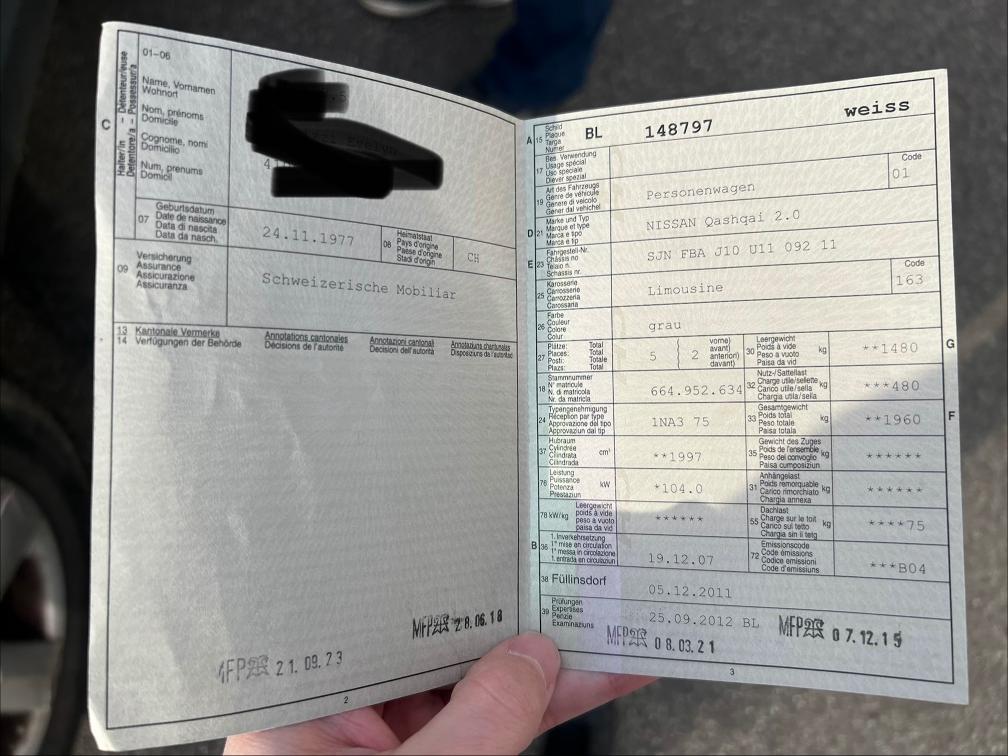 C
Halter/in – Détenteur/euse
Detentore/a – Possessur/a
01–06
Name, Vornamen
Wohnort
Nom, prénoms
Domicile
Cognome, nomi
Domicilio
Num, prenums
Domicil
07
Geburtsdatum
Date de naissance
Data di nascita
Data da nasch.
24.11.1977
08
Heimatstaat
Pays d'origine
Paese d'origine
Stadi d'origin
CH
09
Versicherung
Assurance
Assicurazione
Assicuranza
Schweizerische Mobiliar
13 Kantonale Vermerke
14 Verfügungen der Behörde
Annotations cantonales
Décisions de l'autorité
Annotazioni cantonali
Decisioni dell'autorità
Annotaziuns chantunalas
Disposiziuns da l'autoritad
MFP 28.06.18
MFP 21.09.23
2
A 15
Schild
Plaque
Targa
Numer
BL 148797 weiss
17
Bes. Verwendung
Usage spécial
Uso speciale
Diever spezial
19
Art des Fahrzeugs
Genre de véhicule
Genere di veicolo
Gener dal vehichel
Personenwagen
Code
01
D 21
Marke und Typ
Marque et type
Marca e tipo
Marca e tip
NISSAN Qashqai 2.0
E 23
Fahrgestell-Nr.
Châssis no
Telaio n.
Schassis nr.
SJN FBA J10 U11 092 11
25
Karosserie
Carrosserie
Carrozzeria
Carossaria
Limousine
Code
163
26
Farbe
Couleur
Colore
Colur
grau
27
Plätze: Total
Places: Total
Posti: Totale
Plazs: Total
5 { 2
vorne)
avant)
anteriori)
davant)
30
Leergewicht
Poids à vide
Peso a vuoto
Paisa da vid
kg
**1480
G
18
Stammnummer
N° matricule
N. di matricola
Nr. da matricla
664.952.634
32
Nutz-/Sattellast
Charge utile/sellette
Carico utile/sella
Chargia utila/sella
kg
***480
24
Typengenehmigung
Réception par type
Approvazione del tipo
Approvaziun dal tip
1NA3 75
33
Gesamtgewicht
Poids total
Peso totale
Paisa totala
kg
**1960
F
37
Hubraum
Cylindrée
Cilindrata
Cilindrada
cm³
**1997
35
Gewicht des Zuges
Poids de l'ensemble
Peso del convoglio
Paisa cumposiziun
kg
******
76
Leistung
Puissance
Potenza
Prestaziun
kW
*104.0
31
Anhängelast
Poids remorquable
Carico rimorchiato
Chargia annexa
kg
******
78 kW/kg
Leergewicht
poids à vide
peso a vuoto
paisa da vid
******
55
Dachlast
Charge sur le toit
Carico sul tetto
Chargia sin il tetg
kg
****75
B 36
1. Inverkehrsetzung
1re mise en circulation
1a messa in circolazione
1. entrada en circulaziun
19.12.07
72
Emissionscode
Code émissions
Codice emissioni
Code d'emissiuns
***B04
38 Füllinsdorf
05.12.2011
39
Prüfungen
Expertises
Perizie
Examinaziuns
25.09.2012 BL
MFP 08.03.21
MFP 07.12.15
3